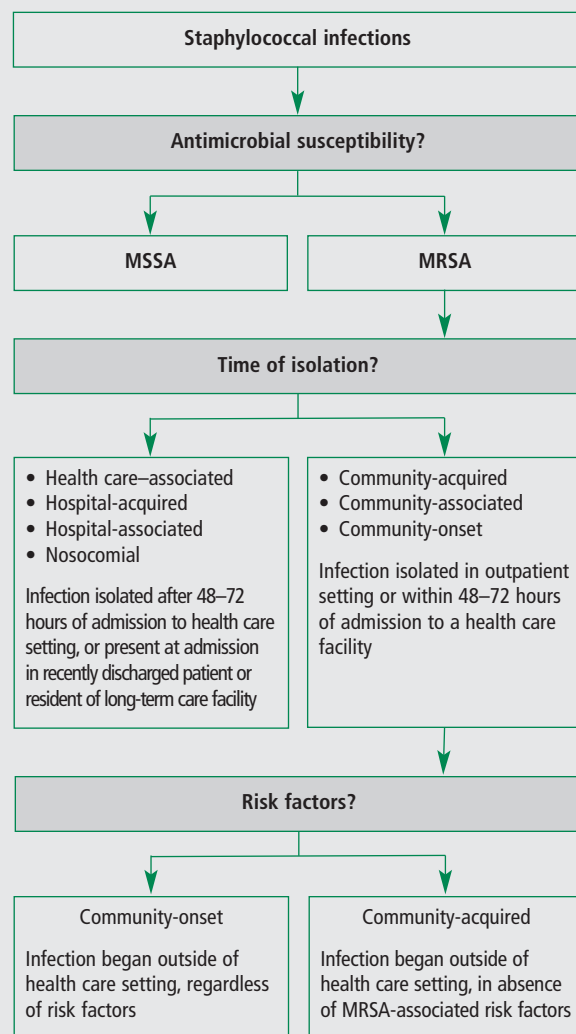 Staphylococcal infections
Antimicrobial susceptibility?
MSSA
MRSA
Time of isolation?
• Health care–associated
• Hospital-acquired
• Hospital-associated
• Nosocomial
Infection isolated after 48–72
hours of admission to health care
setting, or present at admission
in recently discharged patient or
resident of long-term care facility
• Community-acquired
• Community-associated
• Community-onset
Infection isolated in outpatient
setting or within 48–72 hours
of admission to a health care
facility
Risk factors?
Community-onset
Infection began outside of
health care setting, regardless
of risk factors
Community-acquired
Infection began outside of
health care setting, in absence
of MRSA-associated risk factors